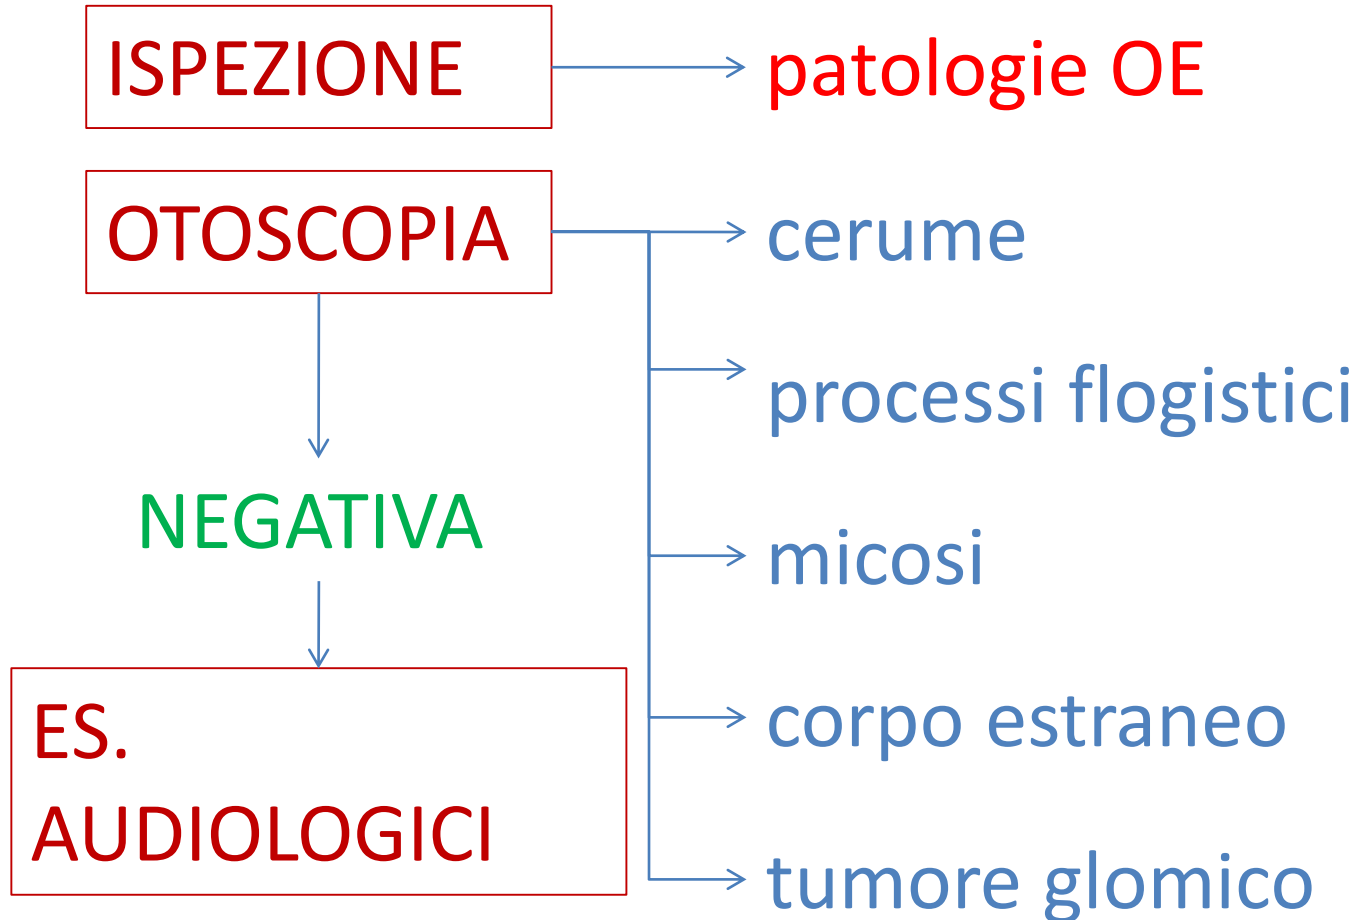 ISPEZIONE
patologie OE
OTOSCOPIA
cerume
processi flogistici
NEGATIVA
micosi
ES.
AUDIOLOGICI
corpo estraneo
tumore glomico